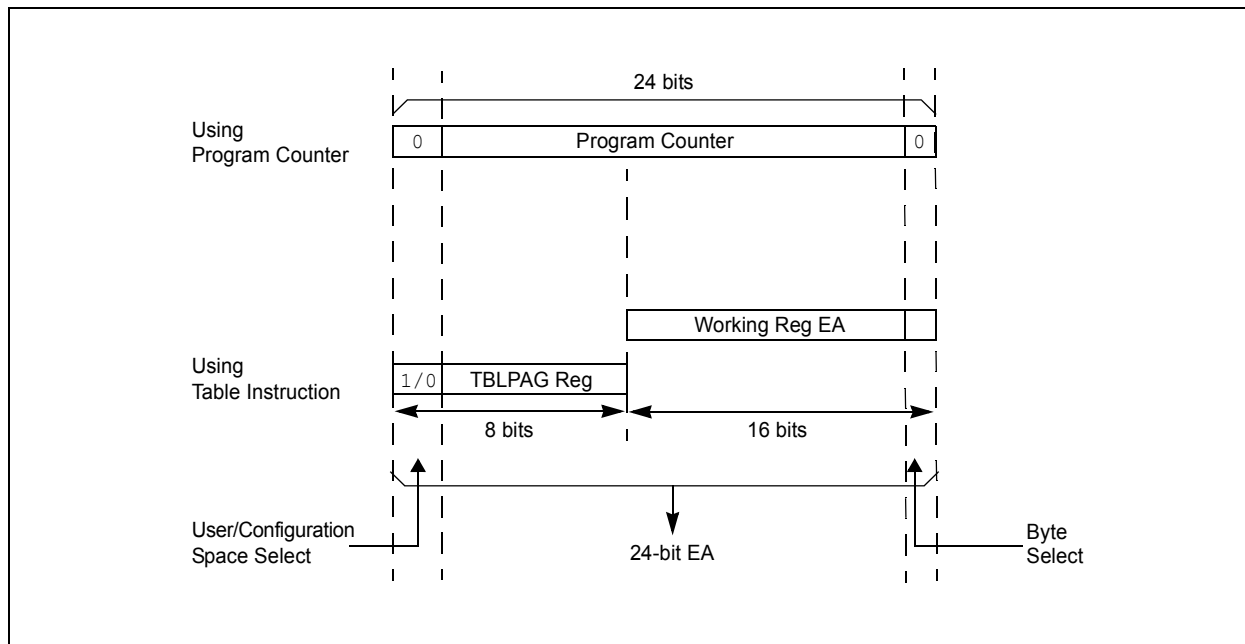 24 bits
Using
Program Counter
0
Program Counter
0
Working Reg EA
Using
Table Instruction
1/0
TBLPAG Reg
8 bits
16 bits
User/Configuration
Space Select
24-bit EA
Byte
Select